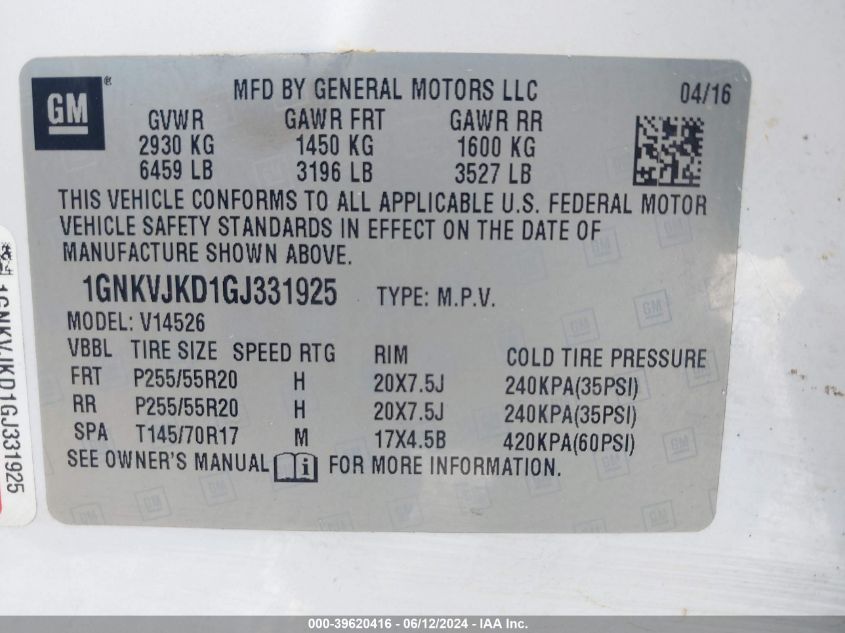 GM
®
MFD BY GENERAL MOTORS LLC
04/16
GVWR GAWR FRT GAWR RR
2930 KG 1450 KG 1600 KG
6459 LB 3196 LB 3527 LB
THIS VEHICLE CONFORMS TO ALL APPLICABLE U.S. FEDERAL MOTOR
VEHICLE SAFETY STANDARDS IN EFFECT ON THE DATE OF
MANUFACTURE SHOWN ABOVE.
1GNKVJKD1GJ331925 TYPE: M.P.V.
MODEL: V14526
VBBL TIRE SIZE SPEED RTG RIM COLD TIRE PRESSURE
FRT P255/55R20 H 20X7.5J 240KPA(35PSI)
RR P255/55R20 H 20X7.5J 240KPA(35PSI)
SPA T145/70R17 M 17X4.5B 420KPA(60PSI)
SEE OWNER'S MANUAL i FOR MORE INFORMATION.
1GNKVJKD1GJ331925
000-39620416 - 06/12/2024 - IAA Inc.